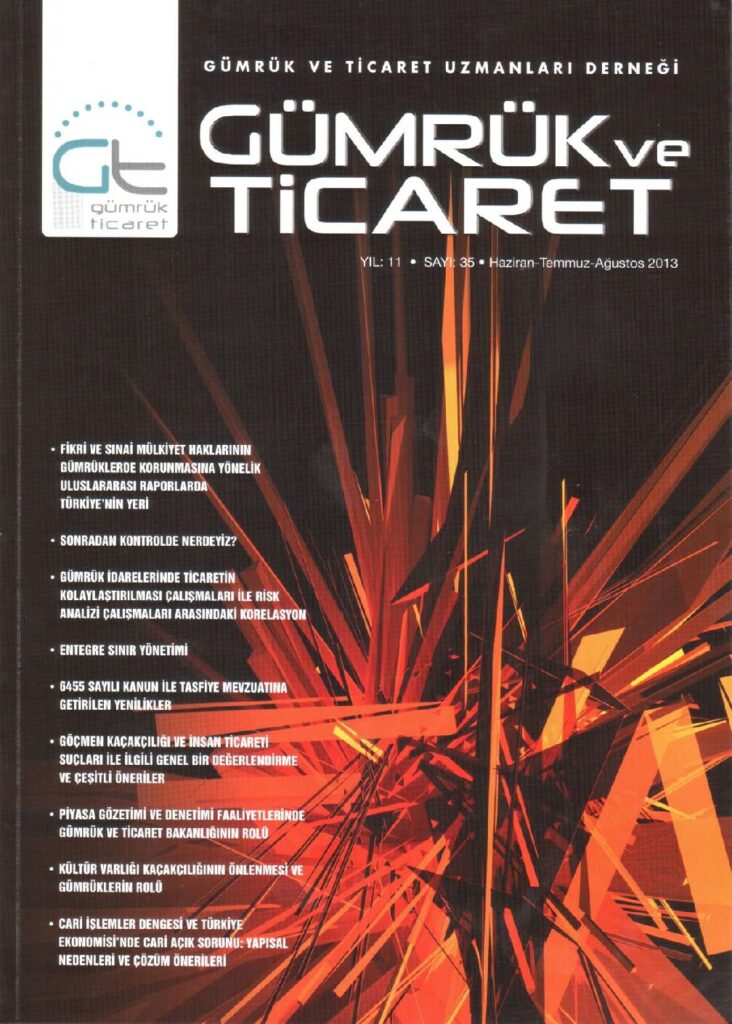 GÜMRÜK VE TİCARET UZMANLARI DERNEĞİ
GÜMRÜK ve
TİCARET
Gt
gümrük
ticaret
YIL: 11 • SAYI: 35 • Haziran-Temmuz-Ağustos 2013
• FİKRİ VE SINAİ MÜLKİYET HAKLARININ
GÜMRÜKLERDE KORUNMASINA YÖNELİK
ULUSLARARASI RAPORLARDA
TÜRKİYE'NİN YERİ
• SONRADAN KONTROLDE NERDEYİZ?
• GÜMRÜK İDARELERİNDE TİCARETİN
KOLAYLAŞTIRILMASI ÇALIŞMALARI İLE RİSK
ANALİZİ ÇALIŞMALARI ARASINDAKİ KORELASYON
• ENTEGRE SINIR YÖNETİMİ
• 6455 SAYILI KANUN İLE TASFİYE MEVZUATINA
GETİRİLEN YENİLİKLER
• GÖÇMEN KAÇAKÇILIĞI VE İNSAN TİCARETİ
SUÇLARI İLE İLGİLİ GENEL BİR DEĞERLENDİRME
VE ÇEŞİTLİ ÖNERİLER
• PİYASA GÖZETİMİ VE DENETİMİ FAALİYETLERİNDE
GÜMRÜK VE TİCARET BAKANLIĞININ ROLÜ
• KÜLTÜR VARLIĞI KAÇAKÇILIĞININ ÖNLENMESİ VE
GÜMRÜKLERİN ROLÜ
• CARİ İŞLEMLER DENGESİ VE TÜRKİYE
EKONOMİSİ'NDE CARİ AÇIK SORUNU: YAPISAL
NEDENLERİ VE ÇÖZÜM ÖNERİLERİ